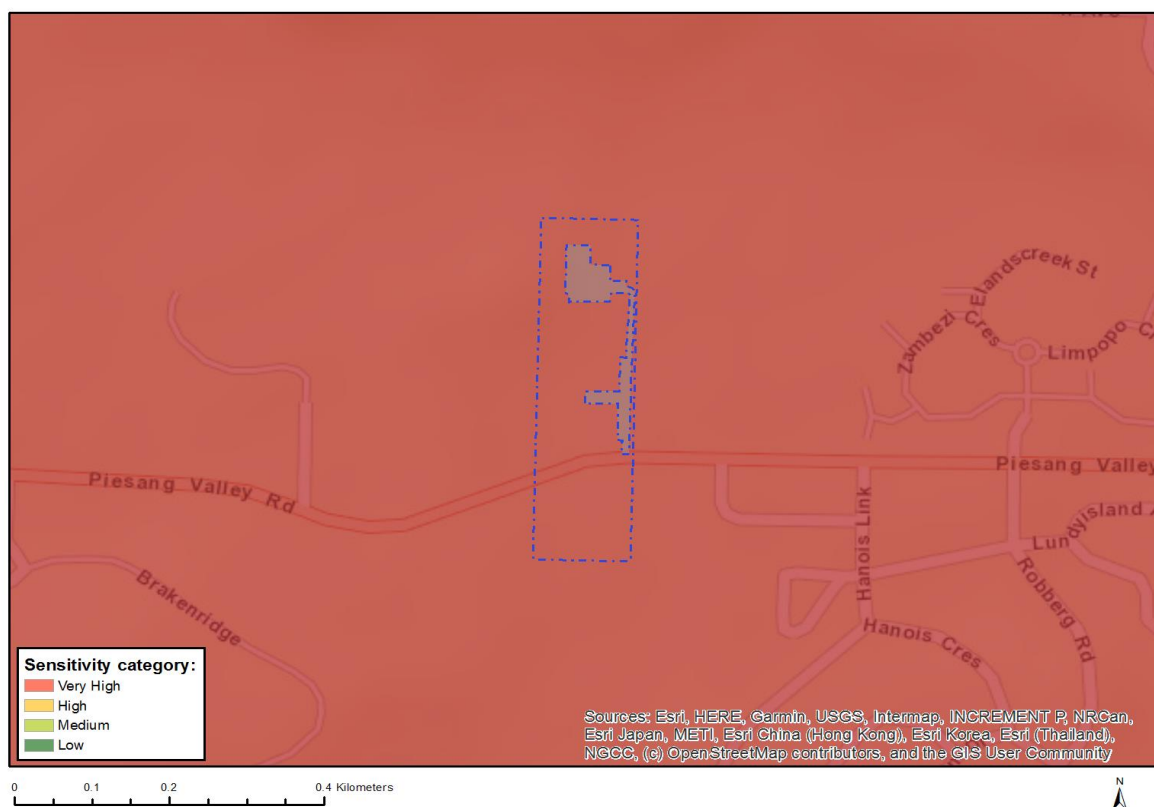 Elandscreek St
Zambezi Cres
Limpopo
Piesang Valley Rd
Piesang Valley
Hanois Link
Lundyisland
Brakenridge
Robberg Rd
Hanois Cres
Sensitivity category:
Very High
High
Medium
Low
Sources: Esri, HERE, Garmin, USGS, Intermap, INCREMENT P, NRCan,
Esri Japan, METI, Esri China (Hong Kong), Esri Korea, Esri (Thailand),
NGCC, (c) OpenStreetMap contributors, and the GIS User Community
0 0.1 0.2 0.4 Kilometers
N